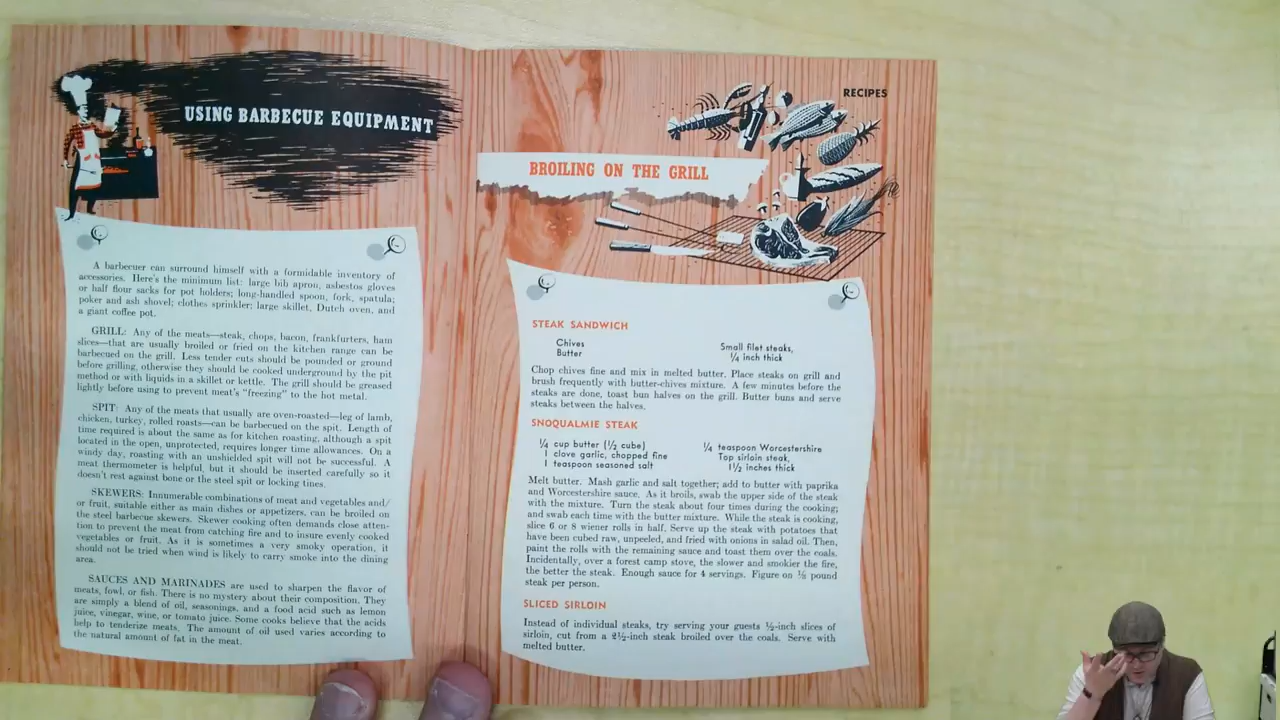 USING BARBECUE EQUIPMENT
A barbecuer can surround himself with a formidable inventory of
accessories. Here's the minimum list: large bib apron, asbestos gloves
or half flour sacks for pot holders; long-handled spoon, fork, spatula;
poker and ash shovel; clothes sprinkler; large skillet, Dutch oven, and
a giant coffee pot.
GRILL: Any of the meats—steak, chops, bacon, frankfurters, ham
slices—that are usually broiled or fried on the kitchen range can be
barbecued on the grill. Less tender cuts should be pounded or ground
before grilling, otherwise they should be cooked underground by the pit
method or with liquids in a skillet or kettle. The grill should be greased
lightly before using to prevent meat's "freezing" to the hot metal.
SPIT: Any of the meats that usually are oven-roasted—leg of lamb,
chicken, turkey, rolled roasts—can be barbecued on the spit. Length of
time required is about the same as for kitchen roasting, although a spit
located in the open, unprotected, requires longer time allowances. On a
windy day, roasting with an unshielded spit will not be successful. A
meat thermometer is helpful, but it should be inserted carefully so it
doesn't rest against bone or the steel spit or locking tines.
SKEWERS: Innumerable combinations of meat and vegetables and/
or fruit, suitable either as main dishes or appetizers, can be broiled on
the steel barbecue skewers. Skewer cooking often demands close atten-
tion to prevent the meat from catching fire and to insure evenly cooked
vegetables or fruit. As it is sometimes a very smoky operation, it
should not be tried when wind is likely to carry smoke into the dining
area.
SAUCES AND MARINADES are used to sharpen the flavor of
meats, fowl, or fish. There is no mystery about their composition. They
are simply a blend of oil, seasonings, and a food acid such as lemon
juice, vinegar, wine, or tomato juice. Some cooks believe that the acids
help to tenderize meats. The amount of oil used varies according to
the natural amount of fat in the meat.
RECIPES
BROILING ON THE GRILL
STEAK SANDWICH
Chives
Butter
Small filet steaks,
¼ inch thick
Chop chives fine and mix in melted butter. Place steaks on grill and
brush frequently with butter-chives mixture. A few minutes before the
steaks are done, toast bun halves on the grill. Butter buns and serve
steaks between the halves.
SNOQUALMIE STEAK
¼ cup butter (½ cube)
1 clove garlic, chopped fine
1 teaspoon seasoned salt
¼ teaspoon Worcestershire
Top sirloin steak,
1½ inches thick
Melt butter. Mash garlic and salt together; add to butter with paprika
and Worcestershire sauce. As it broils, swab the upper side of the steak
with the mixture. Turn the steak about four times during the cooking;
and swab each time with the butter mixture. While the steak is cooking,
slice 6 or 8 wiener rolls in half. Serve up the steak with potatoes that
have been cubed raw, unpeeled, and fried with onions in salad oil. Then,
paint the rolls with the remaining sauce and toast them over the coals.
Incidentally, over a forest camp stove, the slower and smokier the fire,
the better the steak. Enough sauce for 4 servings. Figure on ½ pound
steak per person.
SLICED SIRLOIN
Instead of individual steaks, try serving your guests ½-inch slices of
sirloin, cut from a 2½-inch steak broiled over the coals. Serve with
melted butter.